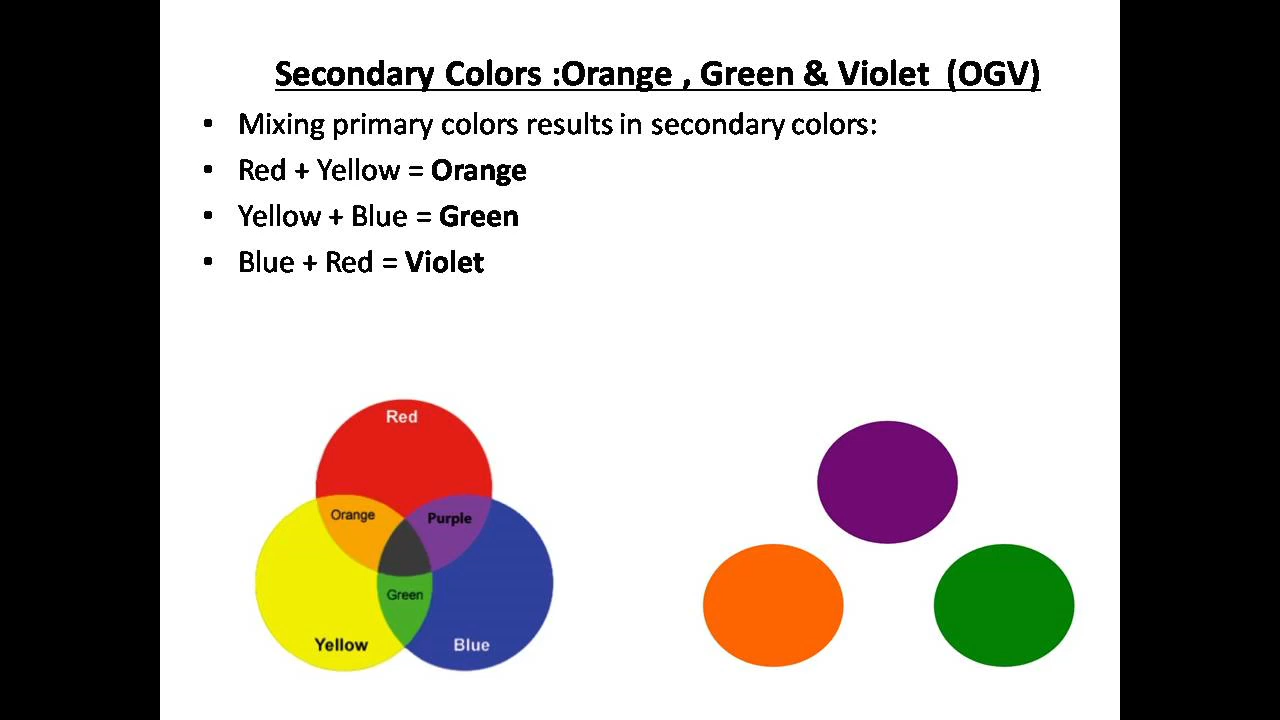 Secondary Colors :Orange , Green & Violet (OGV)
• Mixing primary colors results in secondary colors:
• Red + Yellow = Orange
• Yellow + Blue = Green
• Blue + Red = Violet
Red
Orange
Purple
Green
Yellow
Blue